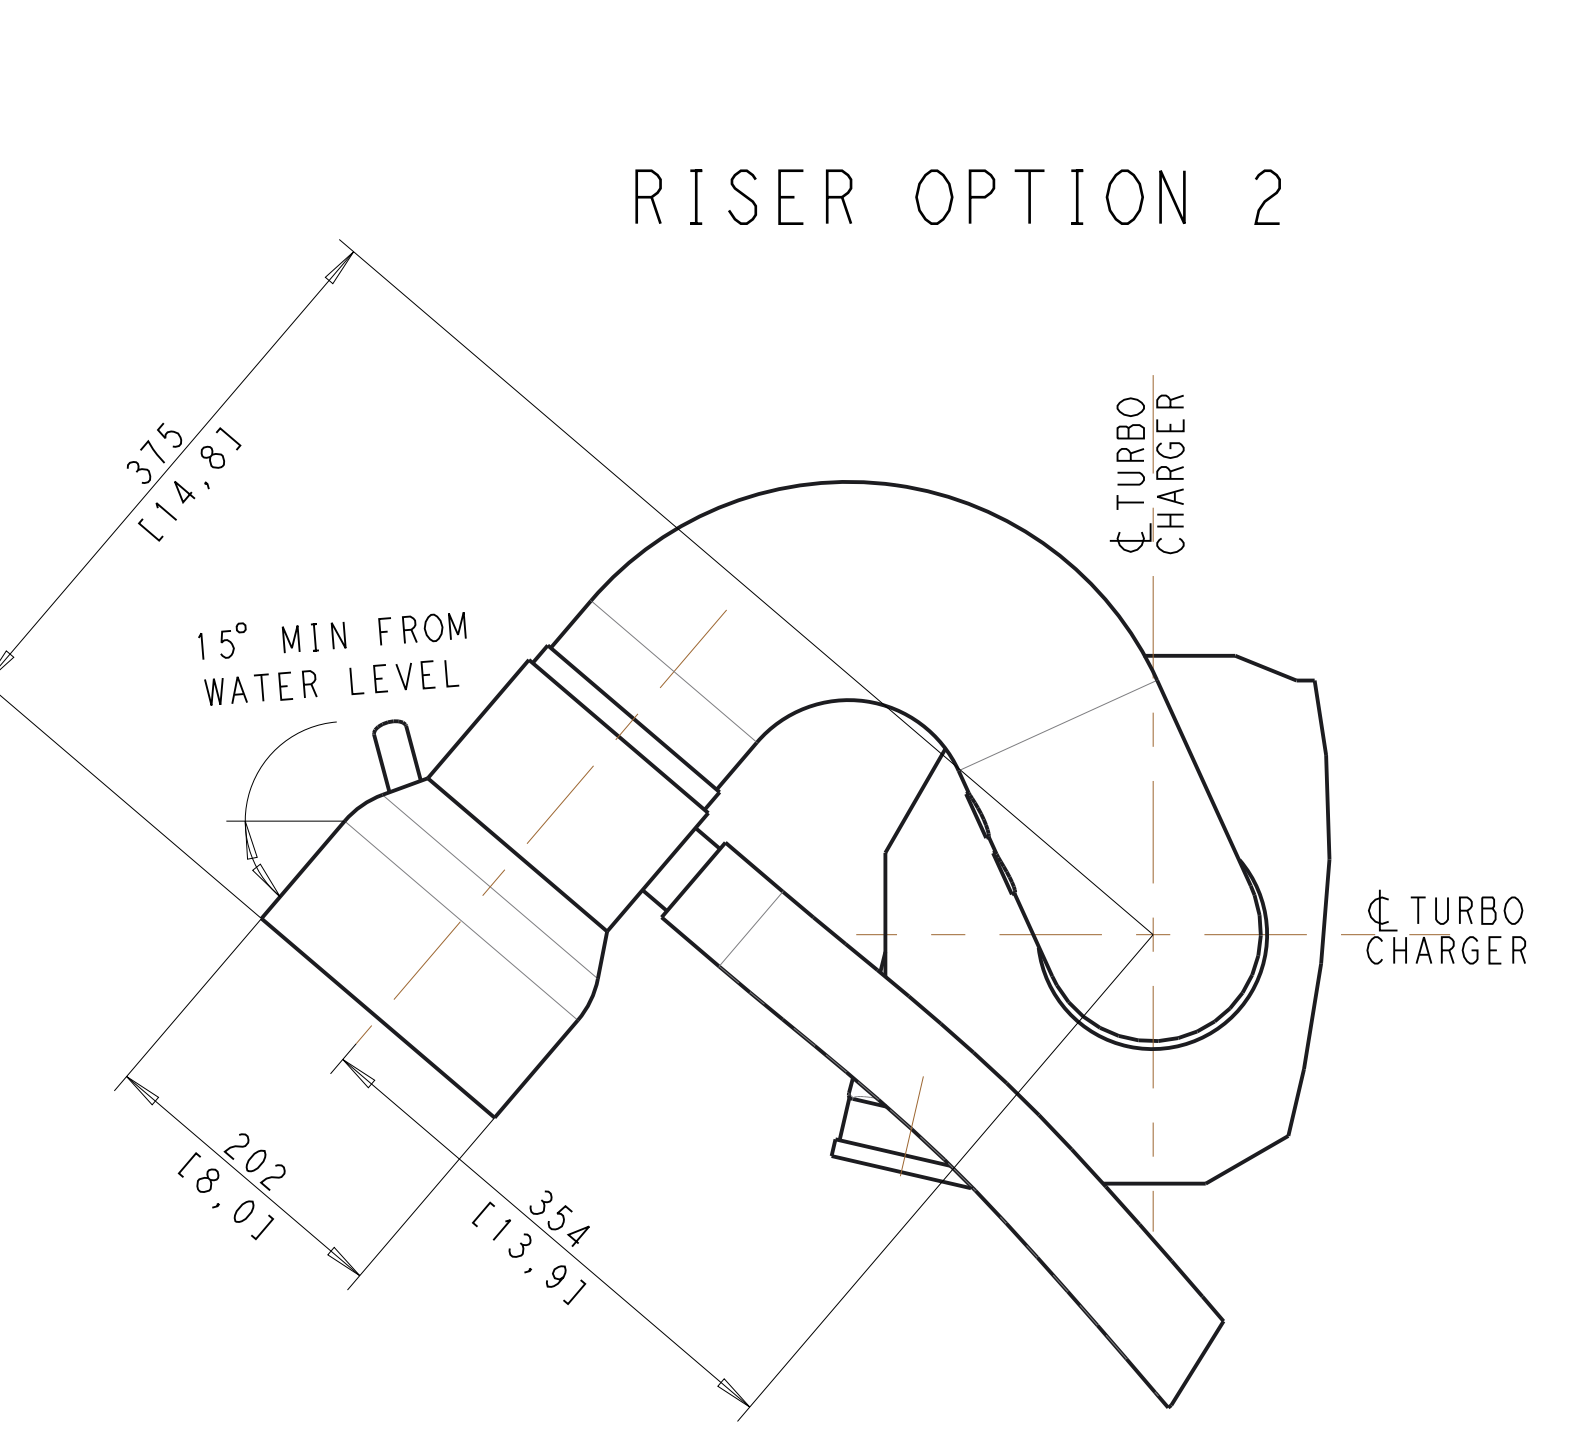 RISER OPTION 2
375
[14,8]
15° MIN FROM
WATER LEVEL
℄ TURBO
CHARGER
℄ TURBO
CHARGER
202
[8,0]
354
[13,9]